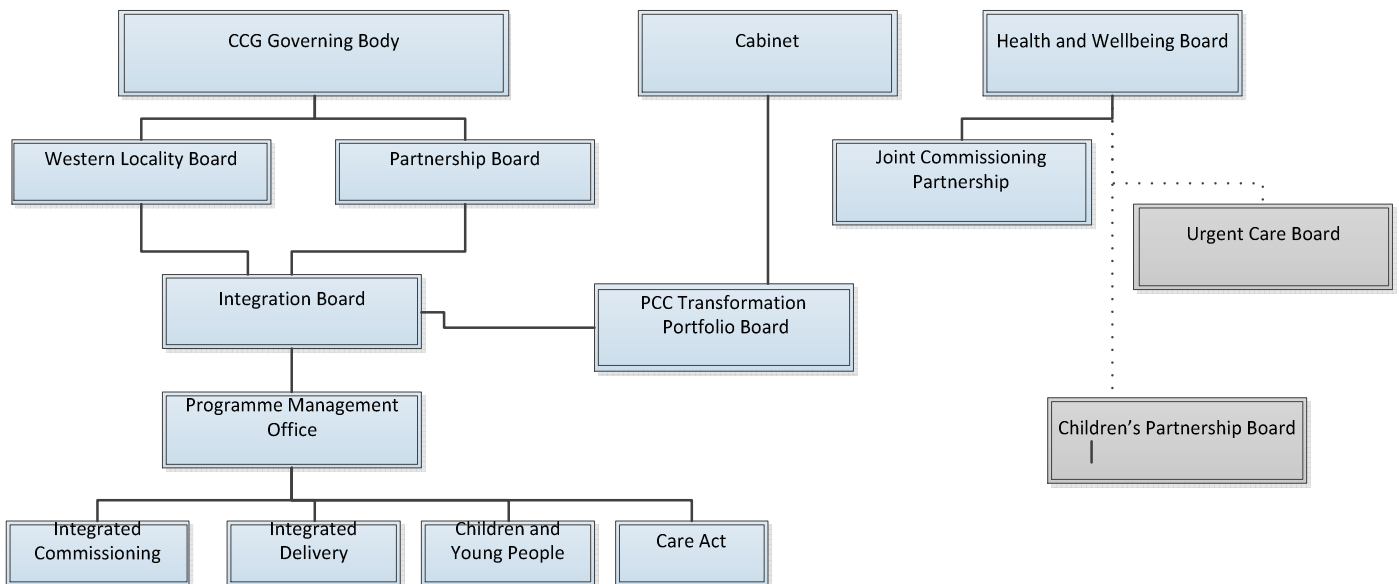 CCG Governing Body
Cabinet
Health and Wellbeing Board
Western Locality Board
Partnership Board
Joint Commissioning
Partnership
Urgent Care Board
Integration Board
PCC Transformation
Portfolio Board
Programme Management
Office
Children’s Partnership Board
Integrated
Commissioning
Integrated
Delivery
Children and
Young People
Care Act